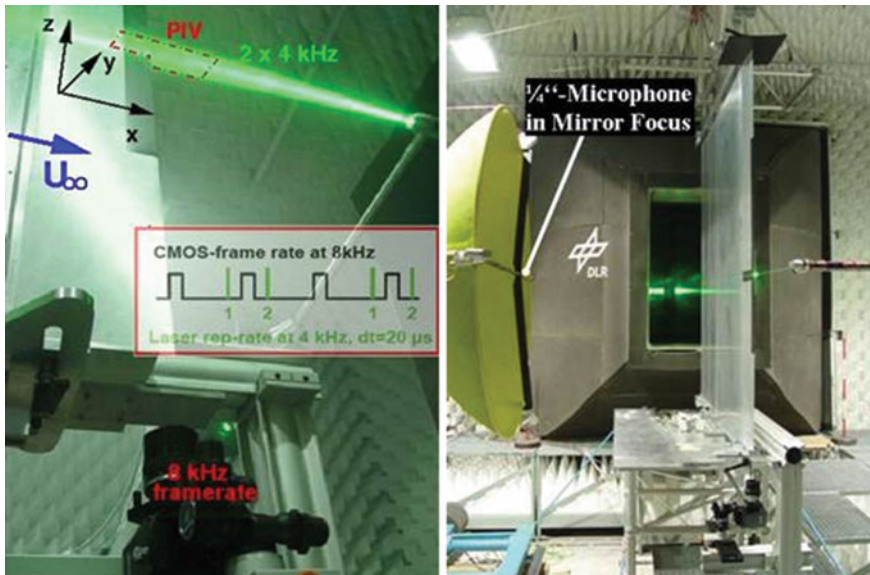 z
PIV
2 x 4 kHz
y
x
U∞
CMOS-frame rate at 8kHz
1 2 1 2
Laser rep-rate at 4 kHz, dt=20 µs
8 kHz
framerate
¼“-Microphone
in Mirror Focus
DLR